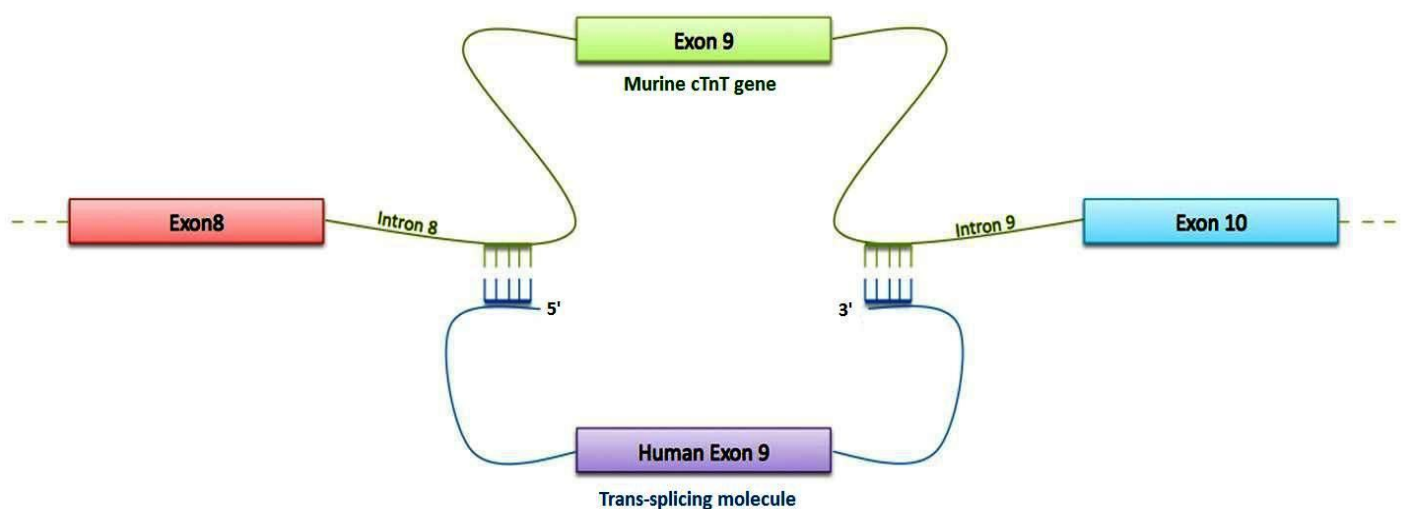 Exon 9
Murine cTnT gene
Exon8
Intron 8
Intron 9
Exon 10
5'
3'
Human Exon 9
Trans-splicing molecule